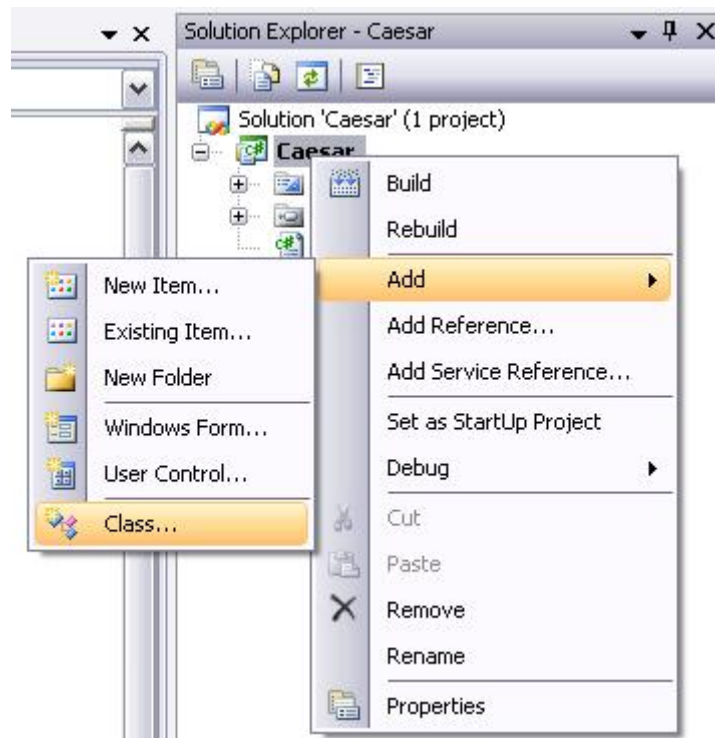 Solution Explorer - Caesar
Solution 'Caesar' (1 project)
Caesar
Build
Rebuild
Add
Add Reference...
Add Service Reference...
Set as StartUp Project
Debug
Cut
Paste
Remove
Rename
Properties
New Item...
Existing Item...
New Folder
Windows Form...
User Control...
Class...